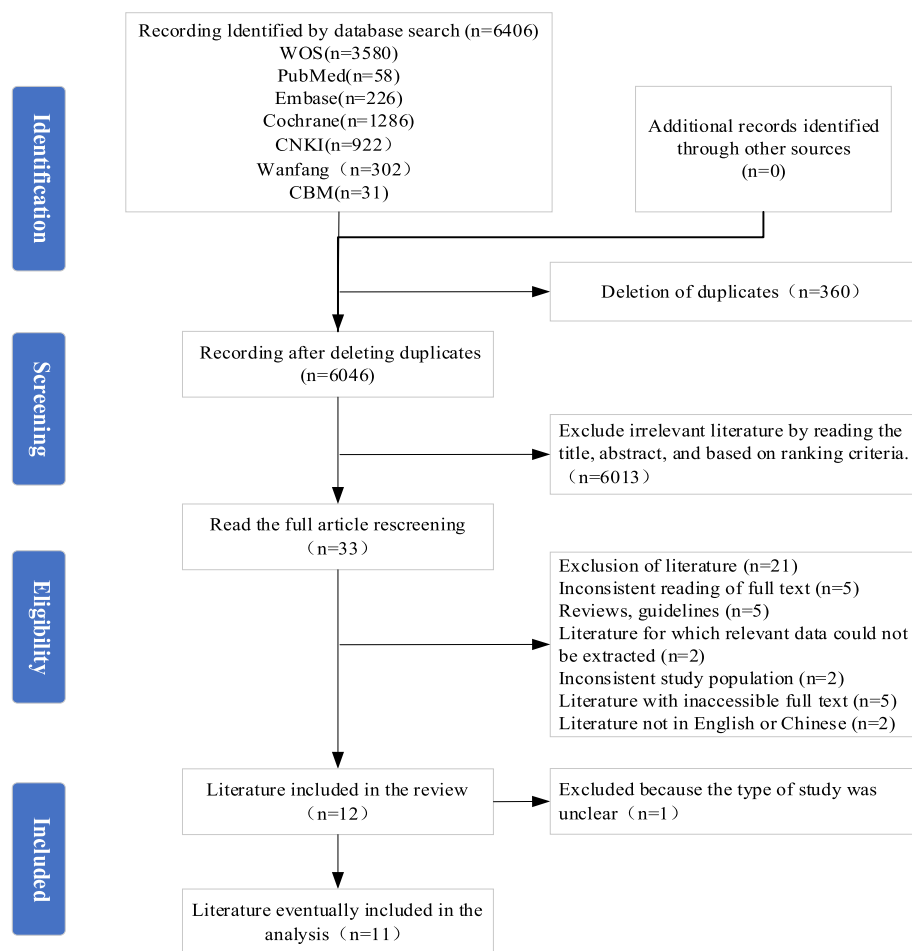 Recording Identified by database search (n=6406)
WOS(n=3580)
PubMed(n=58)
Embase(n=226)
Cochrane(n=1286)
CNKI(n=922)
Wanfang（n=302）
CBM(n=31)
Additional records identified
through other sources
(n=0)
Identification
Deletion of duplicates（n=360）
Recording after deleting duplicates
(n=6046)
Screening
Exclude irrelevant literature by reading the
title, abstract, and based on ranking criteria.
（n=6013）
Read the full article rescreening
（n=33）
Eligibility
Exclusion of literature (n=21)
Inconsistent reading of full text (n=5)
Reviews, guidelines (n=5)
Literature for which relevant data could not
be extracted (n=2)
Inconsistent study population (n=2)
Literature with inaccessible full text (n=5)
Literature not in English or Chinese (n=2)
Literature included in the review
（n=12）
Excluded because the type of study was
unclear（n=1）
Included
Literature eventually included in the
analysis（n=11）